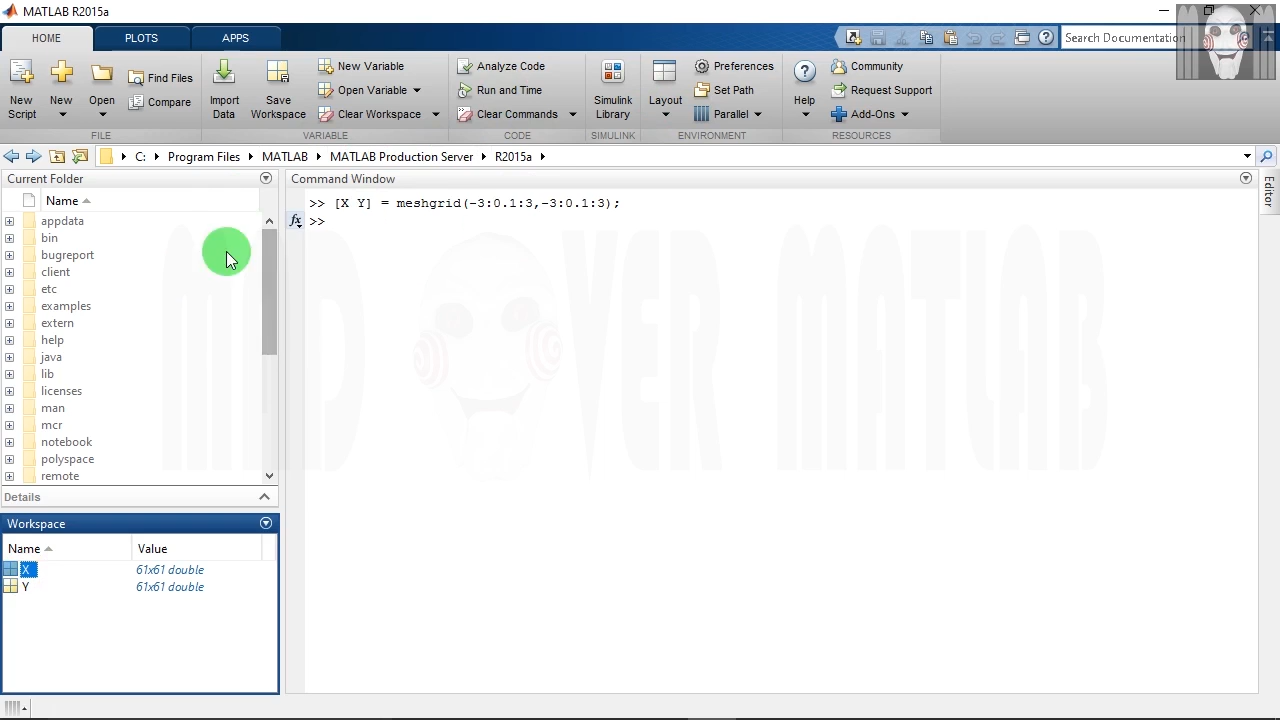 MATLAB R2015a
HOME
PLOTS
APPS
Search Documentation
New Script
New
Open
Find Files
Compare
Import Data
Save Workspace
New Variable
Open Variable
Clear Workspace
Analyze Code
Run and Time
Clear Commands
Simulink Library
Layout
Preferences
Set Path
Parallel
Help
Community
Request Support
Add-Ons
FILE
VARIABLE
CODE
SIMULINK
ENVIRONMENT
RESOURCES
C: Program Files MATLAB MATLAB Production Server R2015a
Current Folder
Name
appdata
bin
bugreport
client
etc
examples
extern
help
java
lib
licenses
man
mcr
notebook
polyspace
remote
Details
Workspace
Name Value
X 61x61 double
Y 61x61 double
Command Window
>> [X Y] = meshgrid(-3:0.1:3,-3:0.1:3);
fx >>
Editor
MAD OVER MATLAB